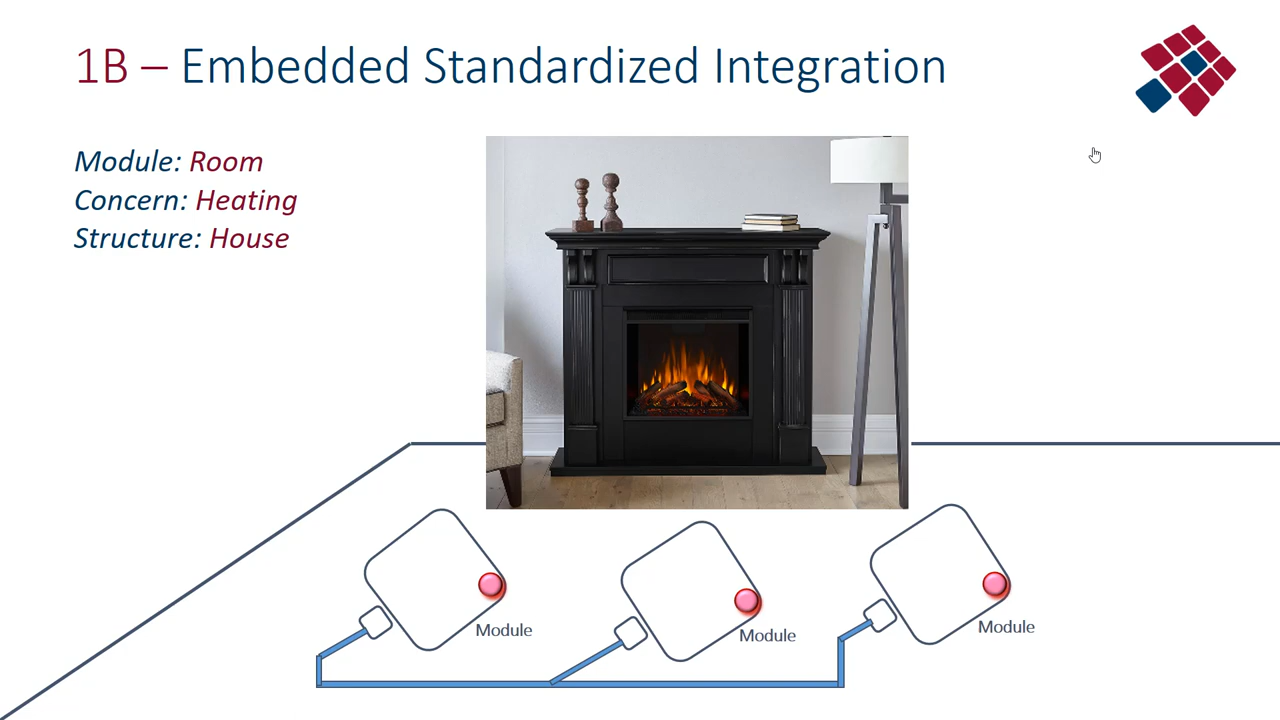 1B – Embedded Standardized Integration
Module: Room
Concern: Heating
Structure: House
Module
Module
Module